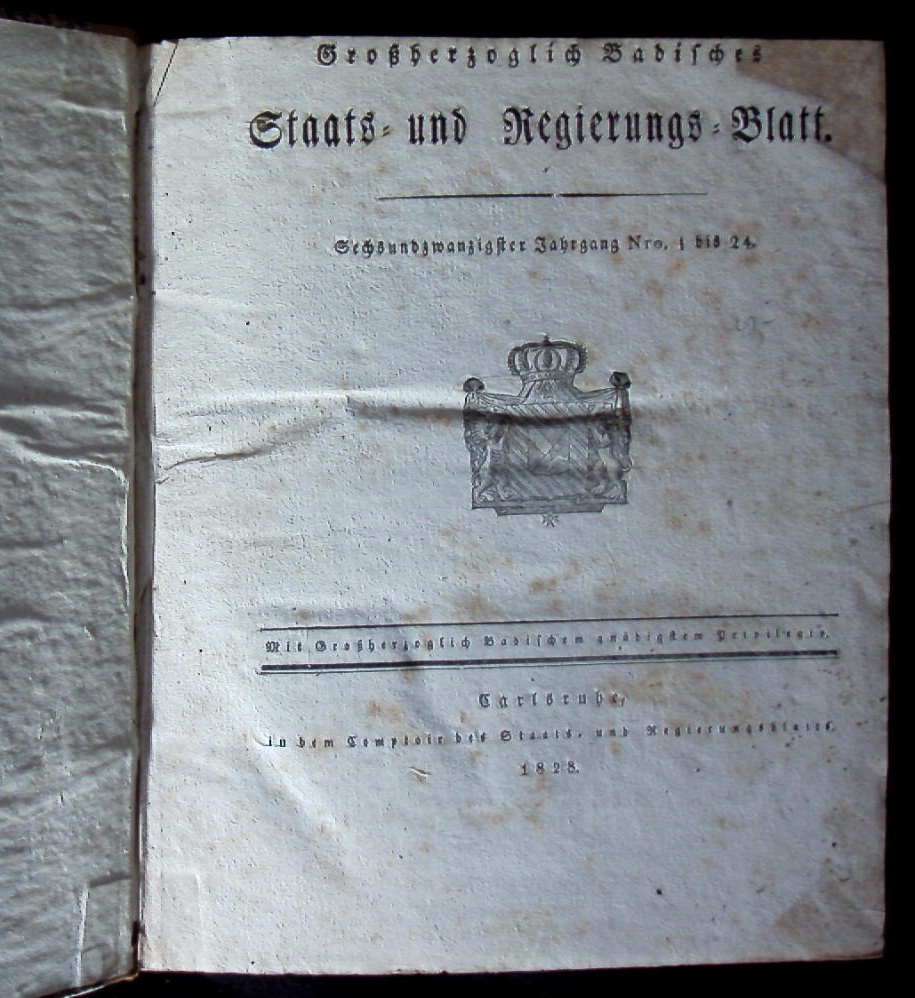 Großherzoglich Badisches
Staats- und Regierungs-Blatt.
Sechsundzwanzigster Jahrgang Nro. 1 bis 24.
Mit Großherzoglich Badischem gnädigstem Privilegio.
Carlsruhe,
in dem Comptoir des Staats- und Regierungsblattes.
1828.